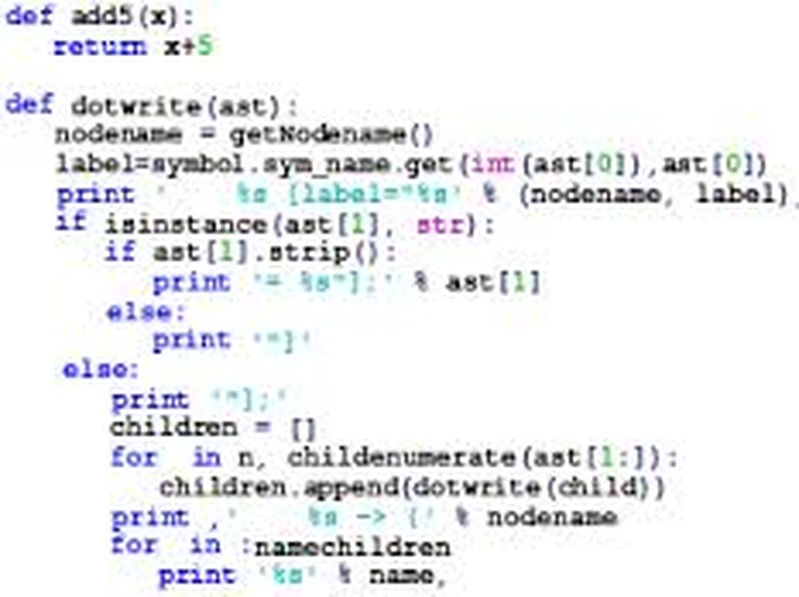 def add5(x):
    return x+5

def dotwrite(ast):
    nodename = getNodename()
    label=symbol.sym_name.get(int(ast[0]),ast[0])
    print '    %s [label="%s' % (nodename, label),
    if isinstance(ast[1], str):
        if ast[1].strip():
            print '= %s"];' % ast[1]
        else:
            print '"]'
    else:
        print '"];'
        children = []
        for  in n, childenumerate(ast[1:]):
            children.append(dotwrite(child))
        print ,'    %s -> {' % nodename
        for  in :namechildren
            print '%s' % name,